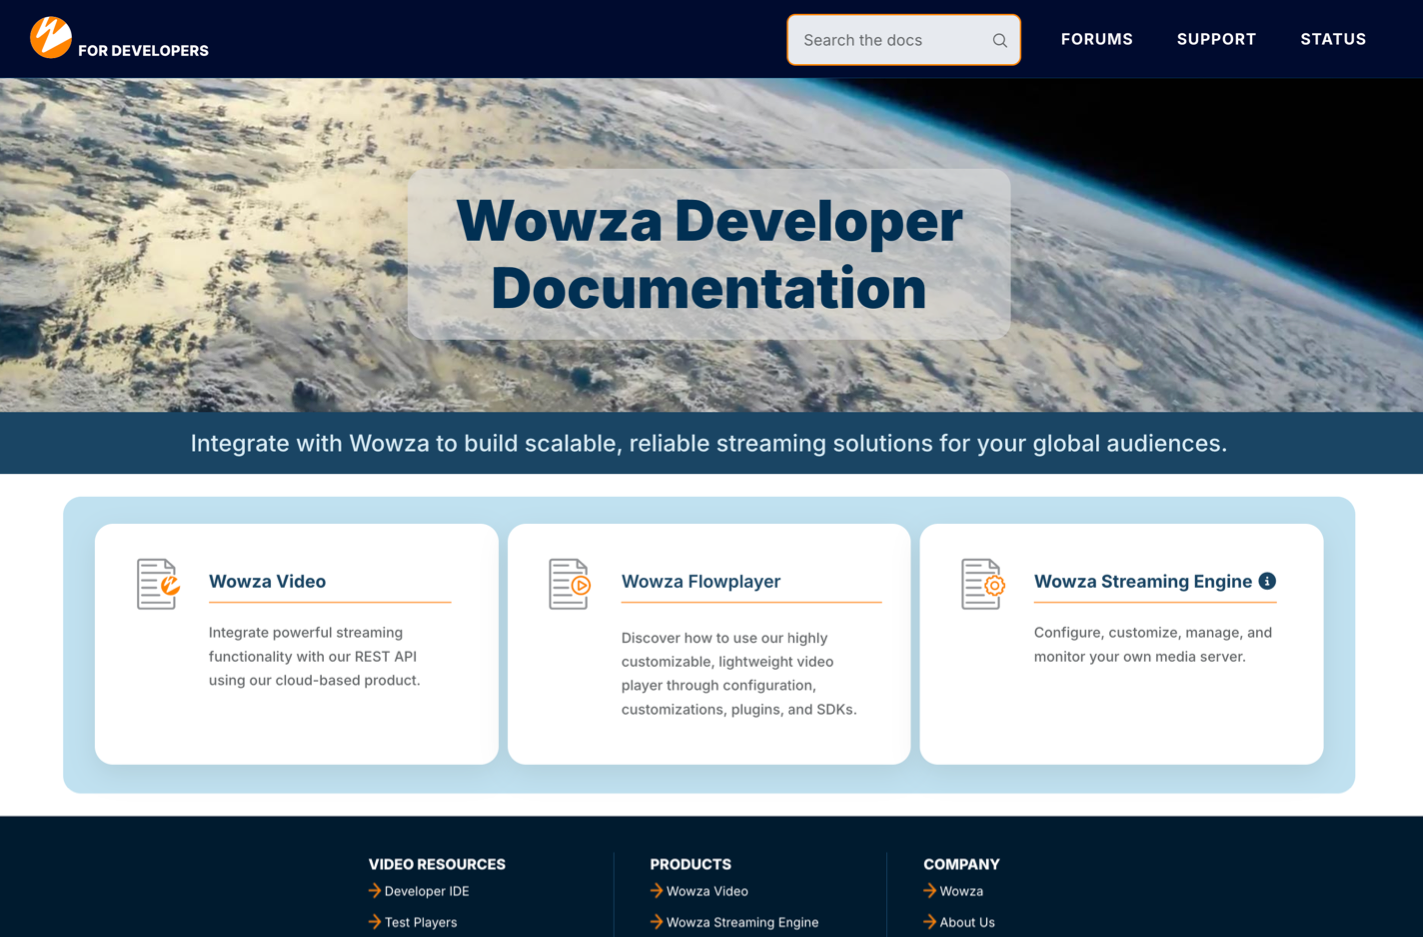 FOR DEVELOPERS
Search the docs
FORUMS
SUPPORT
STATUS
Wowza Developer
Documentation
Integrate with Wowza to build scalable, reliable streaming solutions for your global audiences.
Wowza Video
Integrate powerful streaming
functionality with our REST API
using our cloud-based product.
Wowza Flowplayer
Discover how to use our highly
customizable, lightweight video
player through configuration,
customizations, plugins, and SDKs.
Wowza Streaming Engine
Configure, customize, manage, and
monitor your own media server.
VIDEO RESOURCES
Developer IDE
Test Players
PRODUCTS
Wowza Video
Wowza Streaming Engine
COMPANY
Wowza
About Us